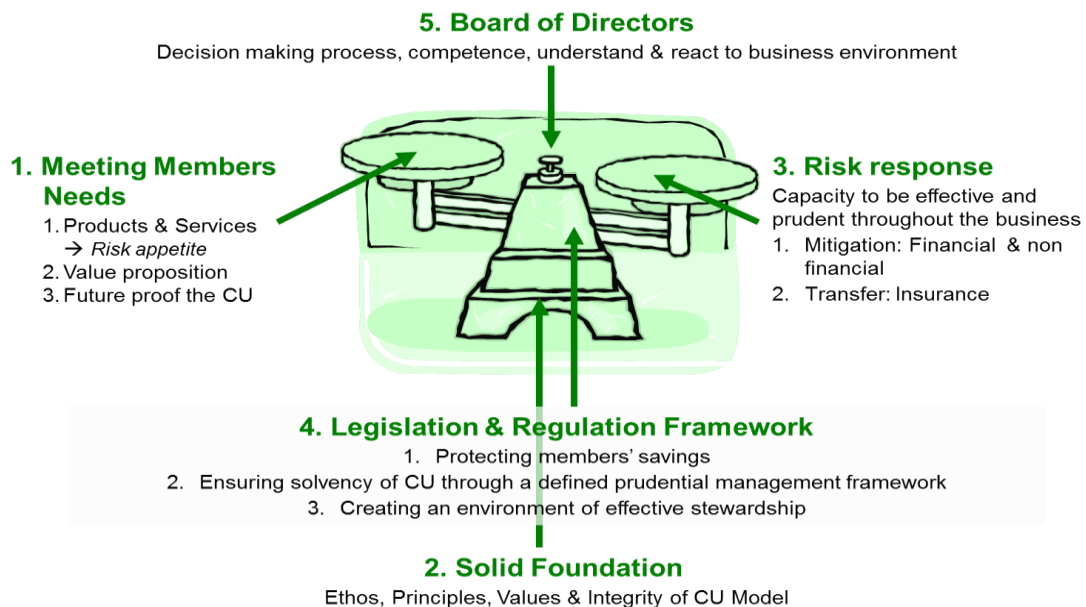 5. Board of Directors
Decision making process, competence, understand & react to business environment
1. Meeting Members
Needs
1. Products & Services
→ Risk appetite
2. Value proposition
3. Future proof the CU
3. Risk response
Capacity to be effective and
prudent throughout the business
1. Mitigation: Financial & non
financial
2. Transfer: Insurance
4. Legislation & Regulation Framework
1. Protecting members' savings
2. Ensuring solvency of CU through a defined prudential management framework
3. Creating an environment of effective stewardship
2. Solid Foundation
Ethos, Principles, Values & Integrity of CU Model